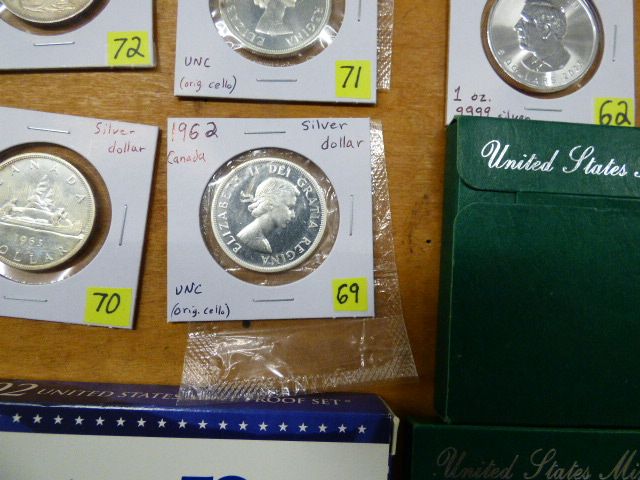 72
UNC
(orig. cello)
71
1 oz.
9999 silver
62
Silver
dollar
CANADA
1965
DOLLAR
70
1962
Canada
Silver
dollar
ELIZABETH II DEI GRATIA REGINA
UNC
(orig. cello)
69
United States
UNITED STATES
PROOF SET
United States Mi